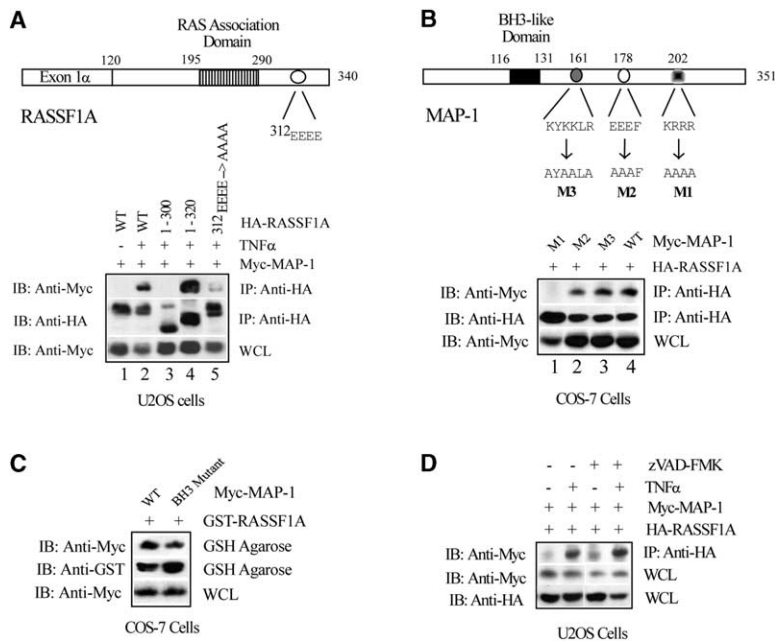 A
RAS Association
Domain
120 195 290
Exon 1α 340
RASSF1A
312EEEE
WT WT 1-300 1-320 312EEEE->AAAA HA-RASSF1A
- + + + + TNFα
+ + + + + Myc-MAP-1
IB: Anti-Myc IP: Anti-HA
IB: Anti-HA IP: Anti-HA
IB: Anti-Myc WCL
1 2 3 4 5
U2OS cells
B
BH3-like
Domain
116 131 161 178 202
351
MAP-1
KYKKLR EEEF KRRR
AYAALA AAAF AAAA
M3 M2 M1
M1 M2 M3 WT Myc-MAP-1
+ + + + HA-RASSF1A
IB: Anti-Myc IP: Anti-HA
IB: Anti-HA IP: Anti-HA
IB: Anti-Myc WCL
1 2 3 4
COS-7 Cells
C
WT BH3 Mutant Myc-MAP-1
+ + GST-RASSF1A
IB: Anti-Myc GSH Agarose
IB: Anti-GST GSH Agarose
IB: Anti-Myc WCL
COS-7 Cells
D
- - + + zVAD-FMK
- + - + TNFα
+ + + + Myc-MAP-1
+ + + + HA-RASSF1A
IB: Anti-Myc IP: Anti-HA
IB: Anti-Myc WCL
IB: Anti-HA WCL
U2OS Cells